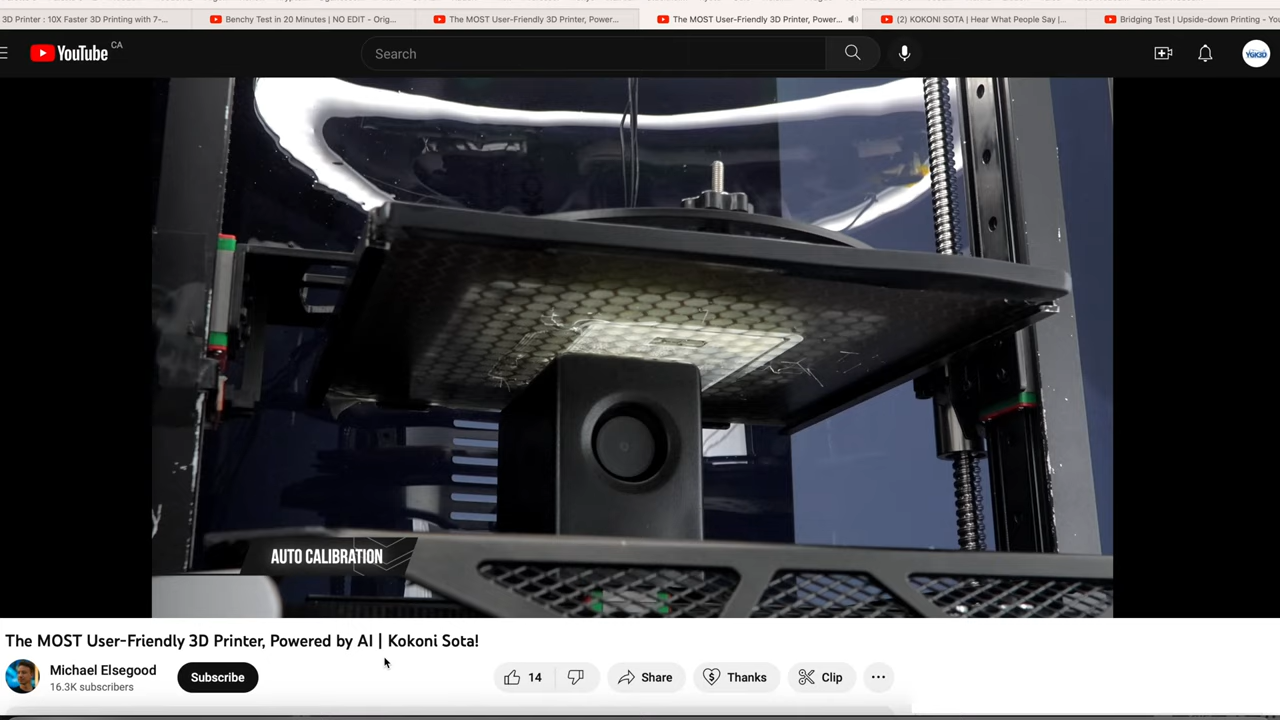 3D Printer : 10X Faster 3D Printing with 7-...
Benchy Test in 20 Minutes | NO EDIT - Orig...
The MOST User-Friendly 3D Printer, Power...
The MOST User-Friendly 3D Printer, Power...
(2) KOKONI SOTA | Hear What People Say |...
Bridging Test | Upside-down Printing - You
YouTube CA
Search
YGK3D
AUTO CALIBRATION
The MOST User-Friendly 3D Printer, Powered by AI | Kokoni Sota!
Michael Elsegood
16.3K subscribers
Subscribe
14
Share
Thanks
Clip